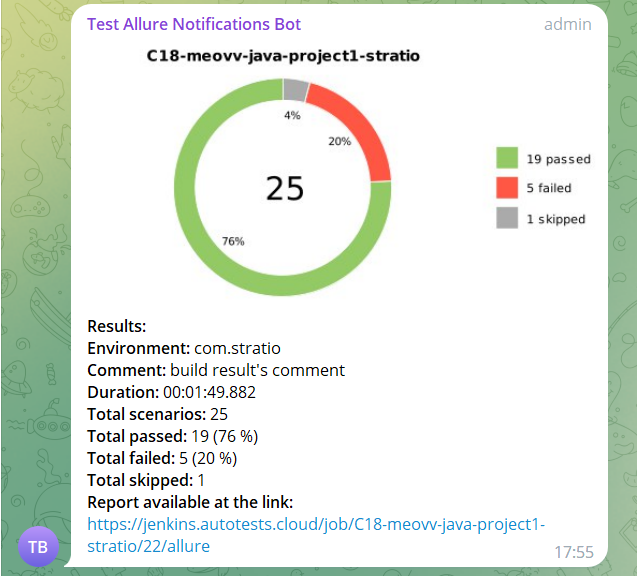 Test Allure Notifications Bot
admin
C18-meovv-java-project1-stratio
4%
20%
25
76%
19 passed
5 failed
1 skipped
Results:
Environment: com.stratio
Comment: build result's comment
Duration: 00:01:49.882
Total scenarios: 25
Total passed: 19 (76 %)
Total failed: 5 (20 %)
Total skipped: 1
Report available at the link:
https://jenkins.autotests.cloud/job/C18-meovv-java-project1-
stratio/22/allure
TB
17:55